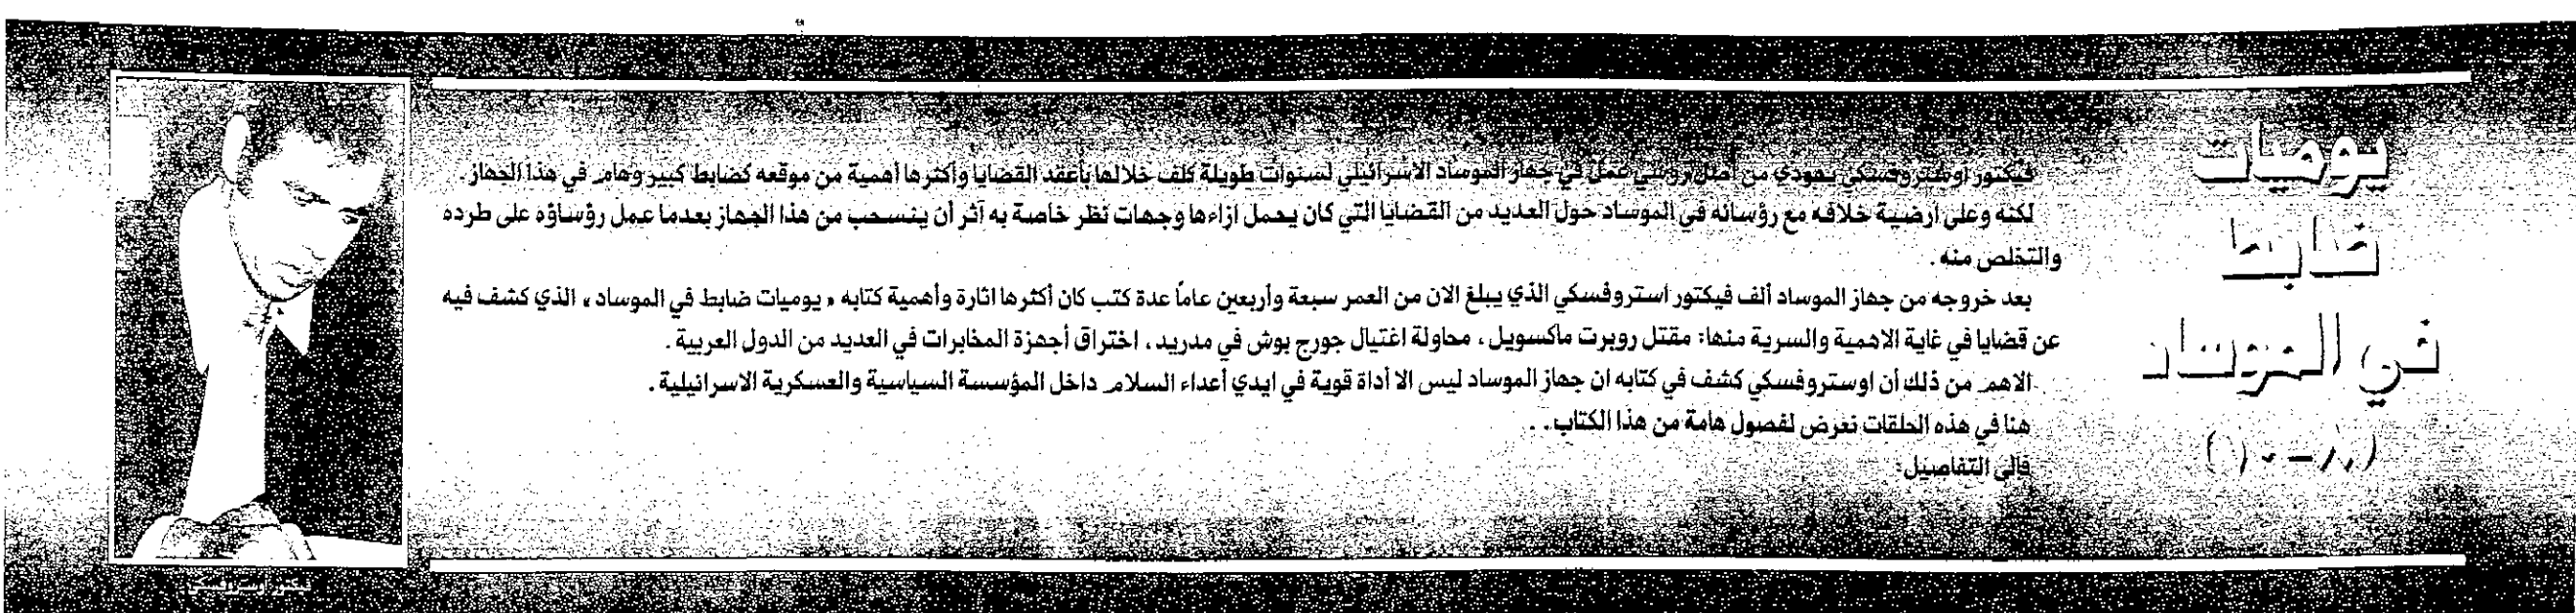 يوميات
ضابط
في الموساد
فيكتور اوستروفسكي يهودي من أصل روسي عمل في جهاز الموساد الاسرائيلي لسنوات طويلة كلف خلالها بأعقد القضايا وأكثرها أهمية من موقعه كضابط كبير وهام في هذا الجهاز .
لكنه وعلى ارضية خلافه مع رؤسائه في الموساد حول العديد من القضايا التي كان يحمل ازاءها وجهات نظر خاصة به آثر أن ينسحب من هذا الجهاز بعدما عمل رؤساؤه على طرده
والتخلص منه .
بعد خروجه من جهاز الموساد ألف فيكتور استروفسكي الذي يبلغ الان من العمر سبعة وأربعين عاماً عدة كتب كان أكثرها اثارة وأهمية كتابه « يوميات ضابط في الموساد » الذي كشف فيه
عن قضايا في غاية الاهمية والسرية منها: مقتل روبرت ماكسويل ، محاولة اغتيال جورج بوش في مدريد ، اختراق أجهزة المخابرات في العديد من الدول العربية .
الاهم من ذلك أن اوستروفسكي كشف في كتابه ان جهاز الموساد ليس الا أداة قوية في ايدي أعداء السلام داخل المؤسسة السياسية والعسكرية الاسرائيلية .
هنا في هذه الحلقات نعرض لفصول هامة من هذا الكتاب . .
فالى التفاصيل:
فيكتور اوستروفسكي